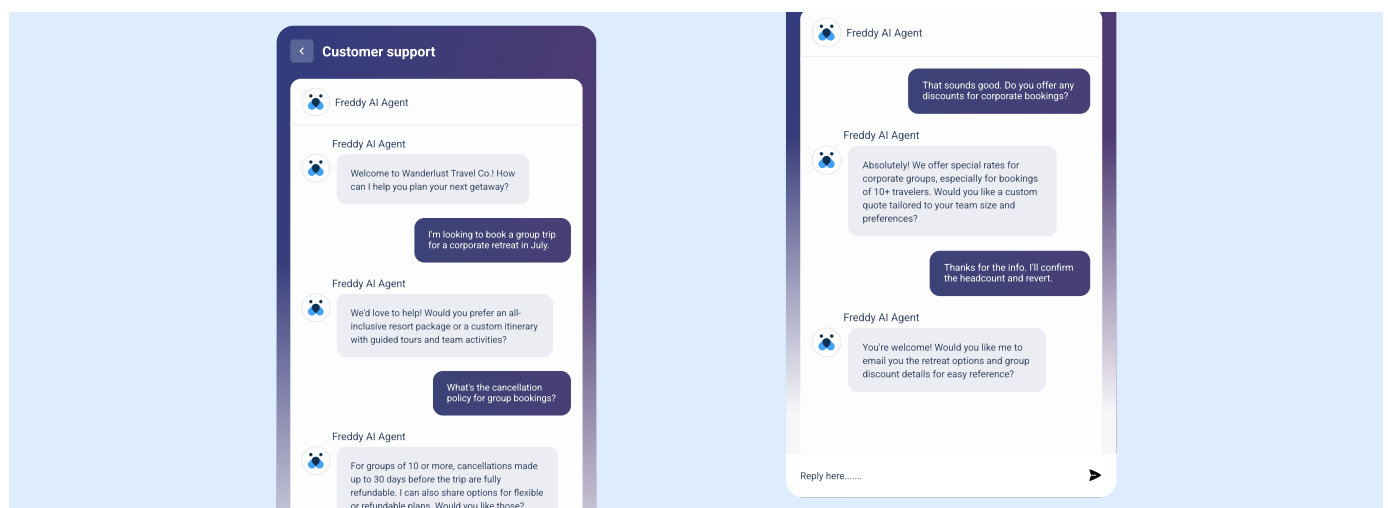 Customer support
Freddy AI Agent
Freddy AI Agent
Welcome to Wanderlust Travel Co.! How
can I help you plan your next getaway?
I'm looking to book a group trip
for a corporate retreat in July.
Freddy AI Agent
We'd love to help! Would you prefer an all-
inclusive resort package or a custom itinerary
with guided tours and team activities?
What's the cancellation
policy for group bookings?
Freddy AI Agent
For groups of 10 or more, cancellations made
up to 30 days before the trip are fully
refundable. I can also share options for flexible
or refundable plans. Would you like those?
Freddy AI Agent
That sounds good. Do you offer any
discounts for corporate bookings?
Freddy AI Agent
Absolutely! We offer special rates for
corporate groups, especially for bookings
of 10+ travelers. Would you like a custom
quote tailored to your team size and
preferences?
Thanks for the info. I'll confirm
the headcount and revert.
Freddy AI Agent
You're welcome! Would you like me to
email you the retreat options and group
discount details for easy reference?
Reply here.......